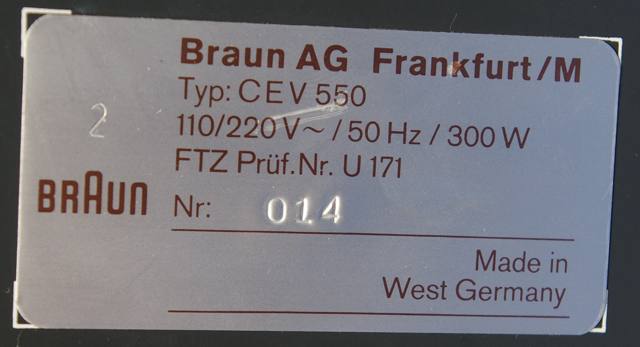 Braun AG Frankfurt/M
Typ: CEV 550
2
110/220 V~ / 50 Hz / 300 W
FTZ Prüf.Nr. U 171
BRAUN
Nr: 014
Made in
West Germany